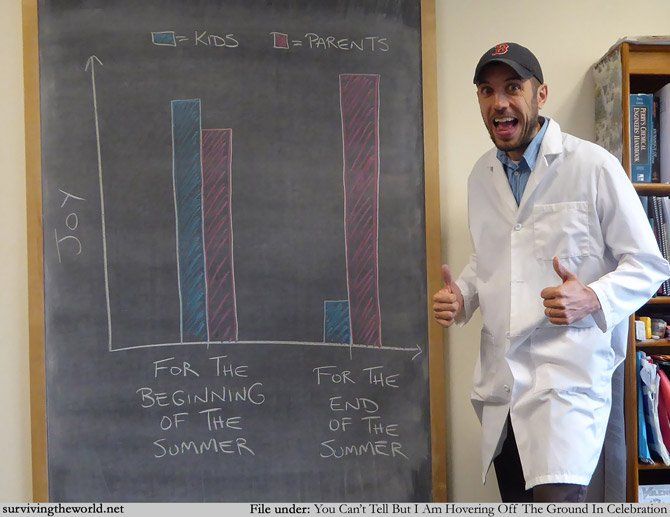 = KIDS = PARENTS
JOY
FOR THE
BEGINNING
OF THE
SUMMER
FOR THE
END
OF THE
SUMMER
B
PERRY'S CHEMICAL
ENGINEERS' HANDBOOK
survivingtheworld.net File under: You Can't Tell But I Am Hovering Off The Ground In Celebration